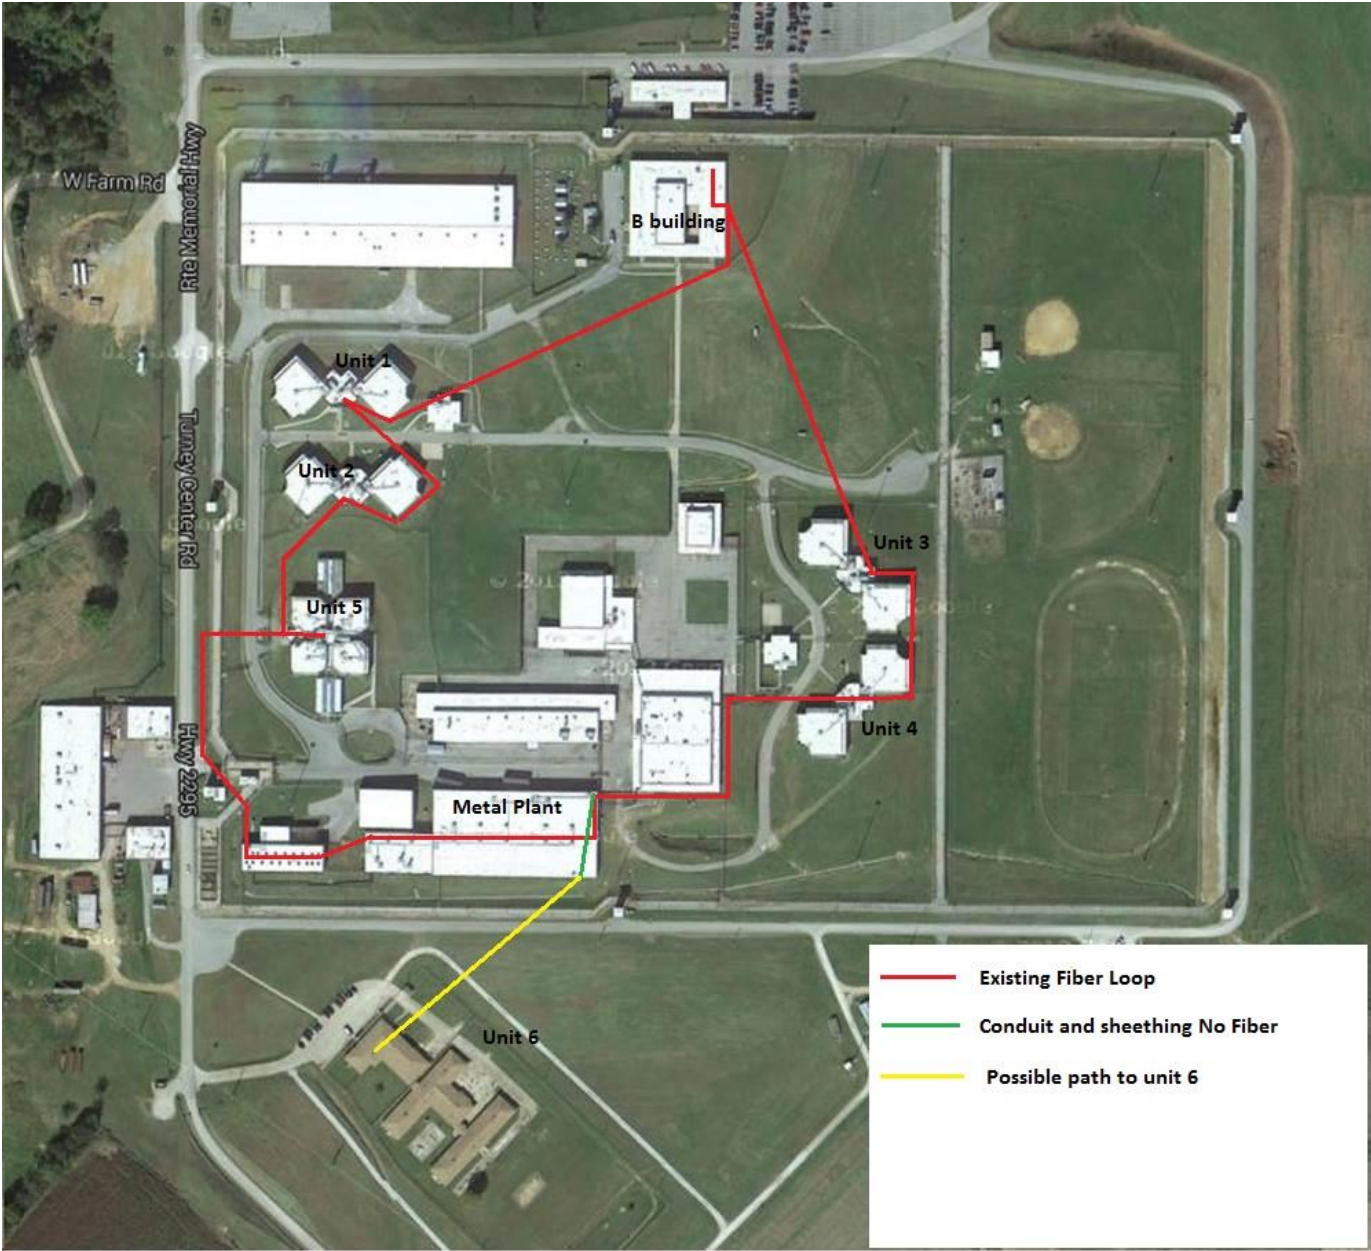 W Farm Rd
Rte Memorial Hwy
B building
Unit 1
Google
Turney Center Rd
Unit 2
Unit 3
Unit 5
Google
Unit 4
Hwy 2295
Metal Plant
Unit 6
Existing Fiber Loop
Conduit and sheething No Fiber
Possible path to unit 6